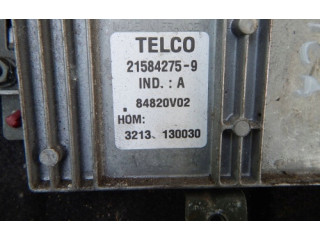 TELCO
21584275-9
IND. : A
84820V02
HOM:
3213 130030